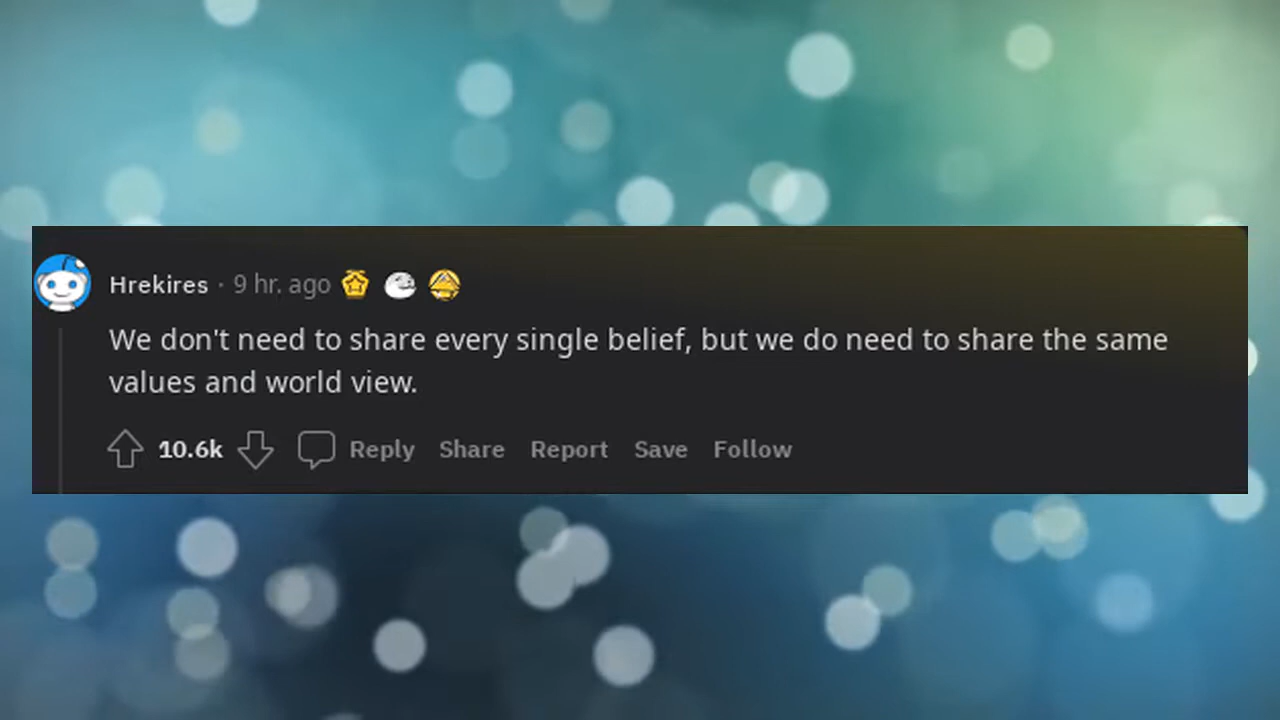 Hrekires · 9 hr. ago
We don't need to share every single belief, but we do need to share the same
values and world view.
10.6k Reply Share Report Save Follow